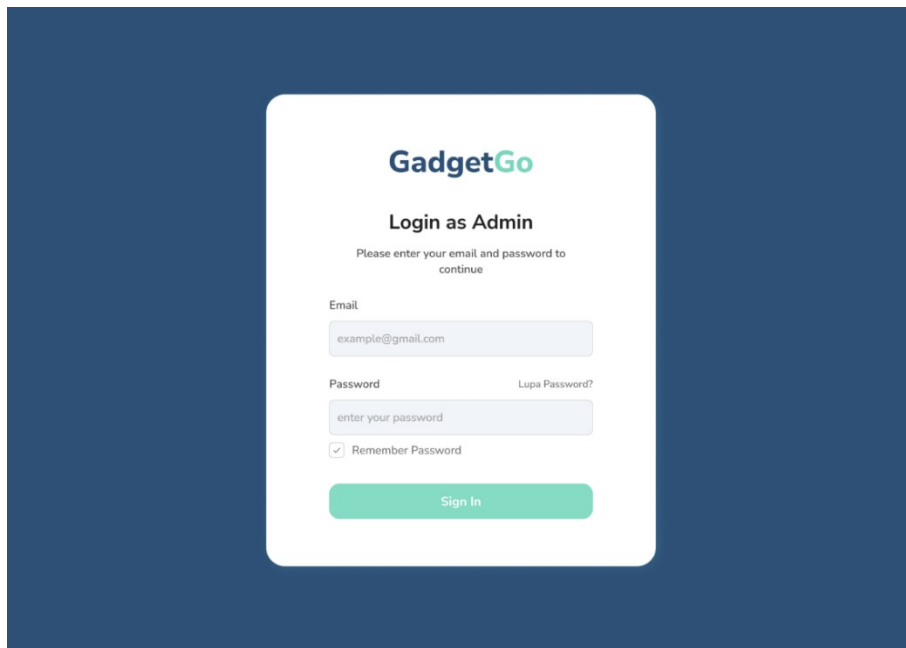 GadgetGo
Login as Admin
Please enter your email and password to
continue
Email
example@gmail.com
Password
Lupa Password?
enter your password
Remember Password
Sign In